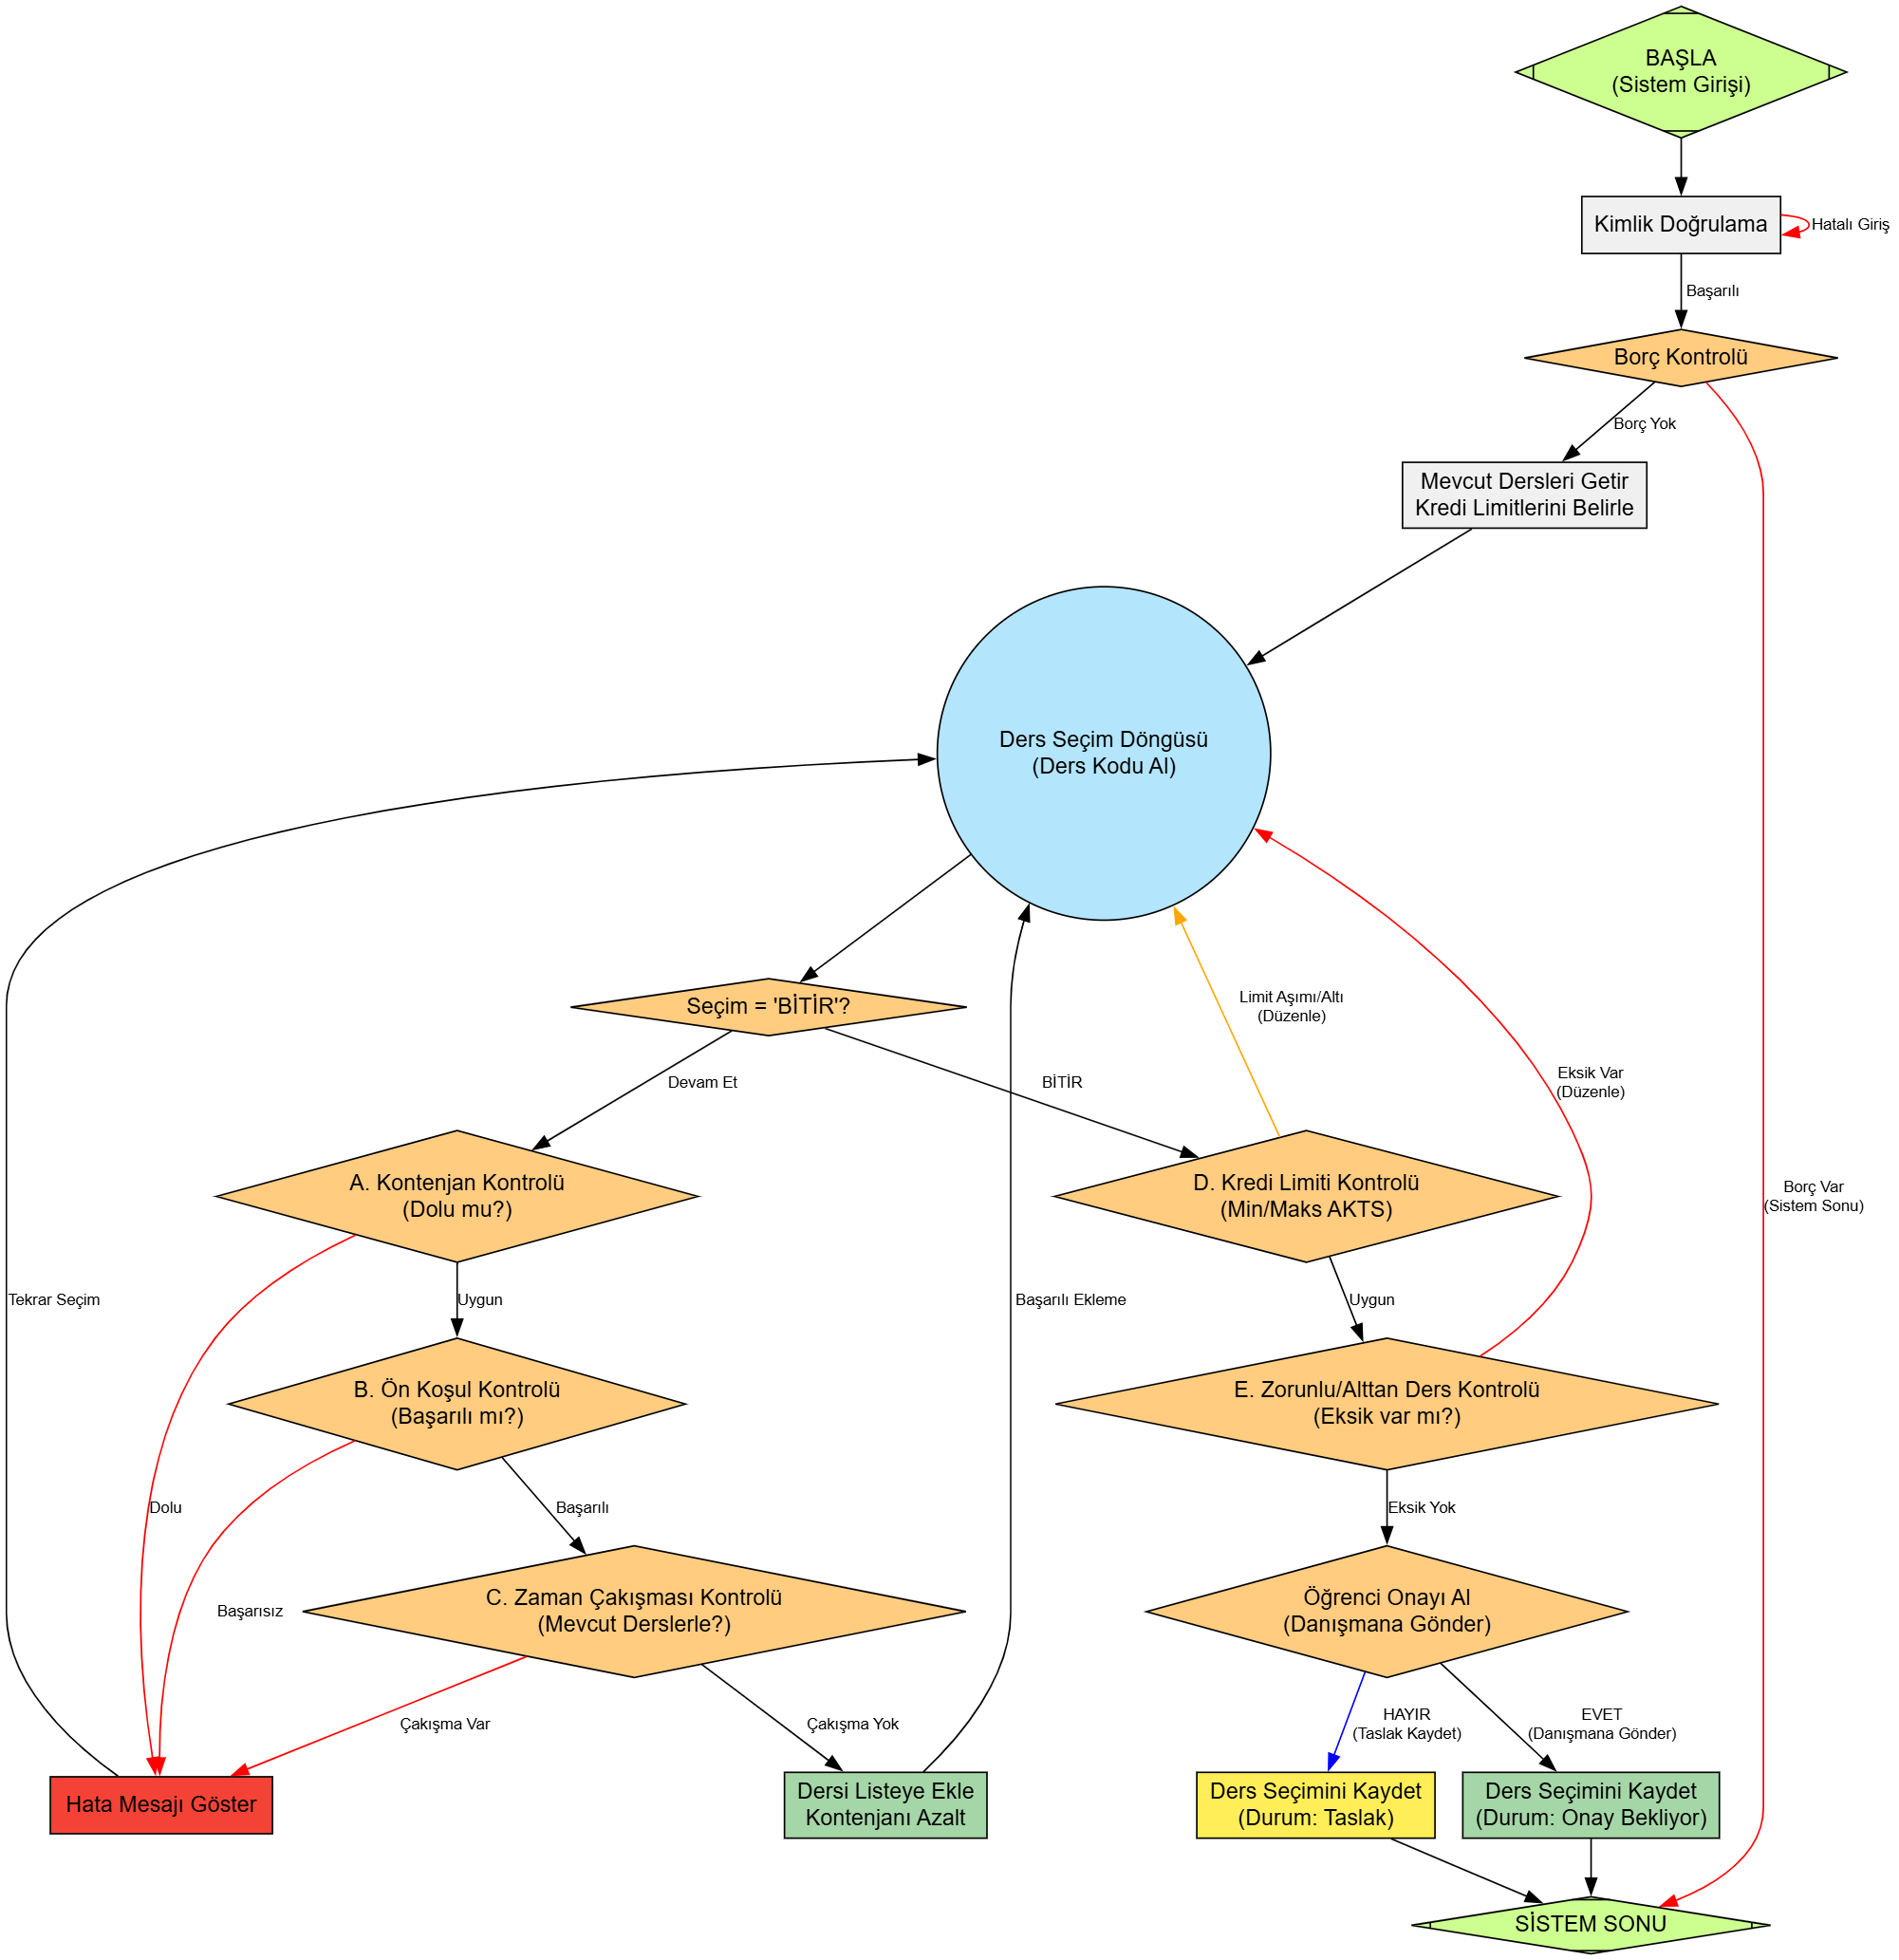 BAŞLA
(Sistem Girişi)
Kimlik Doğrulama
Hatalı Giriş
Başarılı
Borç Kontrolü
Borç Yok
Mevcut Dersleri Getir
Kredi Limitlerini Belirle
Ders Seçim Döngüsü
(Ders Kodu Al)
Seçim = 'BİTİR'?
Limit Aşımı/Altı
(Düzenle)
Devam Et
BİTİR
Eksik Var
(Düzenle)
A. Kontenjan Kontrolü
(Dolu mu?)
D. Kredi Limiti Kontrolü
(Min/Maks AKTS)
Borç Var
(Sistem Sonu)
Tekrar Seçim
Uygun
Başarılı Ekleme
Uygun
B. Ön Koşul Kontrolü
(Başarılı mı?)
E. Zorunlu/Alttan Ders Kontrolü
(Eksik var mı?)
Dolu
Başarılı
Eksik Yok
Başarısız
C. Zaman Çakışması Kontrolü
(Mevcut Derslerle?)
Öğrenci Onayı Al
(Danışmana Gönder)
Çakışma Var
Çakışma Yok
HAYIR
(Taslak Kaydet)
EVET
(Danışmana Gönder)
Hata Mesajı Göster
Dersi Listeye Ekle
Kontenjanı Azalt
Ders Seçimini Kaydet
(Durum: Taslak)
Ders Seçimini Kaydet
(Durum: Onay Bekliyor)
SİSTEM SONU